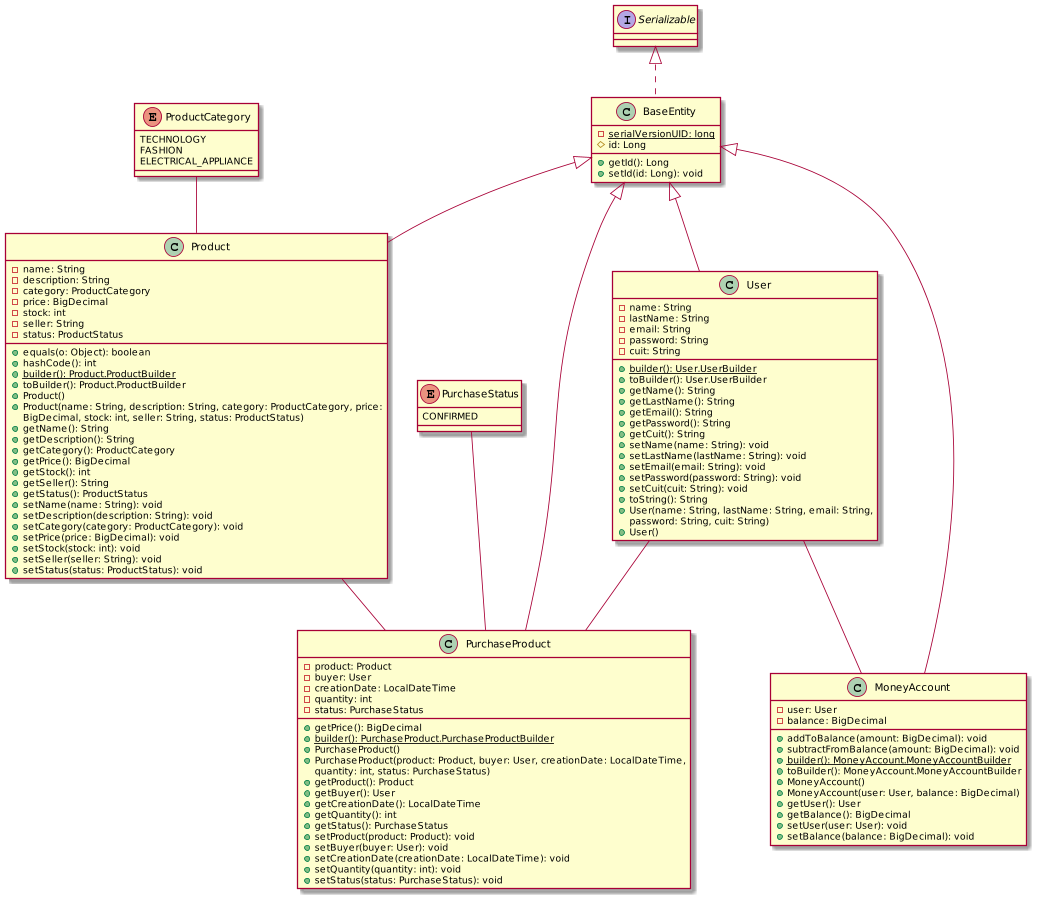 I Serializable
C BaseEntity
serialVersionUID: long
id: Long
getId(): Long
setId(id: Long): void
E ProductCategory
TECHNOLOGY
FASHION
ELECTRICAL_APPLIANCE
C Product
name: String
description: String
category: ProductCategory
price: BigDecimal
stock: int
seller: String
status: ProductStatus
equals(o: Object): boolean
hashCode(): int
builder(): Product.ProductBuilder
toBuilder(): Product.ProductBuilder
Product()
Product(name: String, description: String, category: ProductCategory, price:
BigDecimal, stock: int, seller: String, status: ProductStatus)
getName(): String
getDescription(): String
getCategory(): ProductCategory
getPrice(): BigDecimal
getStock(): int
getSeller(): String
getStatus(): ProductStatus
setName(name: String): void
setDescription(description: String): void
setCategory(category: ProductCategory): void
setPrice(price: BigDecimal): void
setStock(stock: int): void
setSeller(seller: String): void
setStatus(status: ProductStatus): void
C User
name: String
lastName: String
email: String
password: String
cuit: String
builder(): User.UserBuilder
toBuilder(): User.UserBuilder
getName(): String
getLastName(): String
getEmail(): String
getPassword(): String
getCuit(): String
setName(name: String): void
setLastName(lastName: String): void
setEmail(email: String): void
setPassword(password: String): void
setCuit(cuit: String): void
toString(): String
User(name: String, lastName: String, email: String,
password: String, cuit: String)
User()
E PurchaseStatus
CONFIRMED
C PurchaseProduct
product: Product
buyer: User
creationDate: LocalDateTime
quantity: int
status: PurchaseStatus
getPrice(): BigDecimal
builder(): PurchaseProduct.PurchaseProductBuilder
PurchaseProduct()
PurchaseProduct(product: Product, buyer: User, creationDate: LocalDateTime,
quantity: int, status: PurchaseStatus)
getProduct(): Product
getBuyer(): User
getCreationDate(): LocalDateTime
getQuantity(): int
getStatus(): PurchaseStatus
setProduct(product: Product): void
setBuyer(buyer: User): void
setCreationDate(creationDate: LocalDateTime): void
setQuantity(quantity: int): void
setStatus(status: PurchaseStatus): void
C MoneyAccount
user: User
balance: BigDecimal
addToBalance(amount: BigDecimal): void
subtractFromBalance(amount: BigDecimal): void
builder(): MoneyAccount.MoneyAccountBuilder
toBuilder(): MoneyAccount.MoneyAccountBuilder
MoneyAccount()
MoneyAccount(user: User, balance: BigDecimal)
getUser(): User
getBalance(): BigDecimal
setUser(user: User): void
setBalance(balance: BigDecimal): void